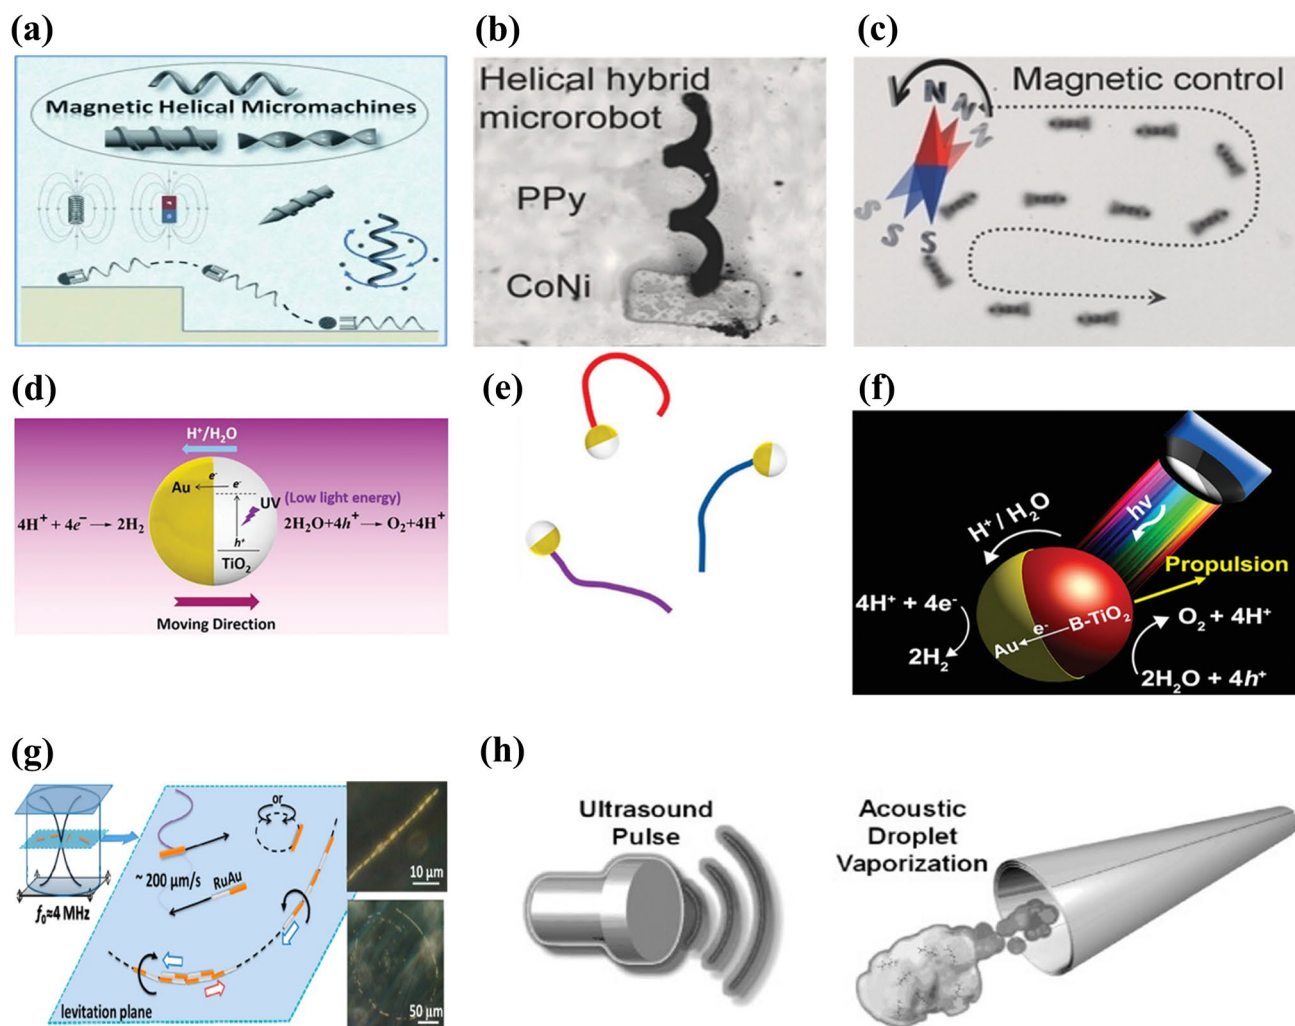 (a)
Magnetic Helical Micromachines
(b)
Helical hybrid
microrobot
PPy
CoNi
(c)
Magnetic control
N
N
N
S
S
S
(d)
H⁺/H₂O
Au
e⁻
e⁻
UV
(Low light energy)
4H⁺ + 4e⁻ → 2H₂
2H₂O+4h⁺ → O₂+4H⁺
h⁺
TiO₂
Moving Direction
(e)
(f)
hν
H⁺ / H₂O
Propulsion
4H⁺ + 4e⁻
e⁻
B-TiO₂
Au
O₂ + 4H⁺
2H₂
2H₂O + 4h⁺
(g)
or
~ 200 μm/s
RuAu
10 μm
f₀≈4 MHz
levitation plane
50 μm
(h)
Ultrasound
Pulse
Acoustic
Droplet
Vaporization